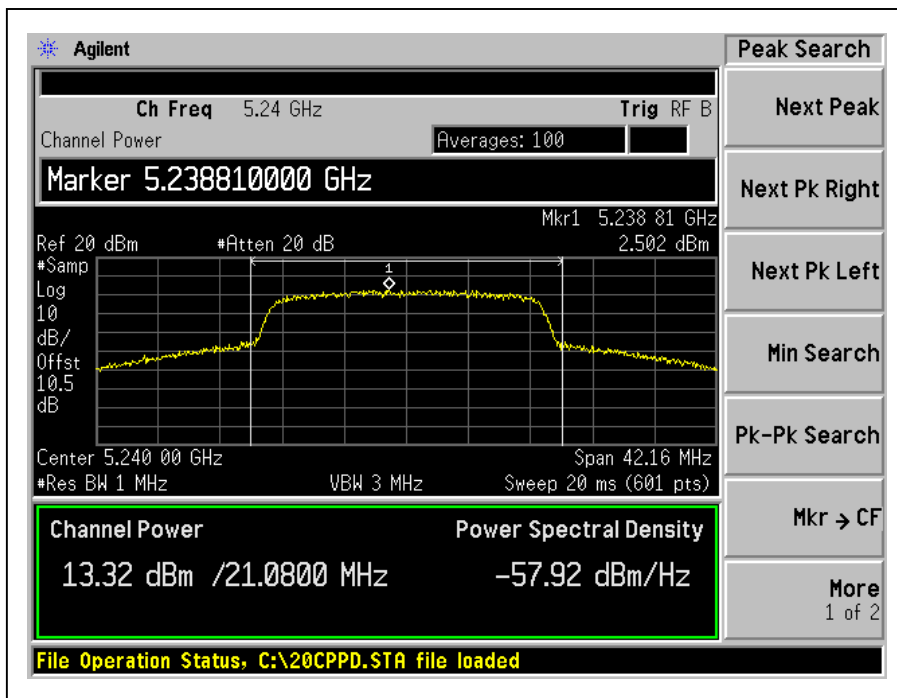 Agilent
Peak Search
Ch Freq 5.24 GHz Trig RF B
Channel Power Averages: 100
Marker 5.238810000 GHz
Mkr1 5.238 81 GHz
Ref 20 dBm #Atten 20 dB 2.502 dBm
#Samp
Log
10
dB/
Offst
10.5
dB
1
Center 5.240 00 GHz Span 42.16 MHz
#Res BW 1 MHz VBW 3 MHz Sweep 20 ms (601 pts)
Channel Power Power Spectral Density
13.32 dBm /21.0800 MHz -57.92 dBm/Hz
File Operation Status, C:\20CPPD.STA file loaded
Next Peak
Next Pk Right
Next Pk Left
Min Search
Pk-Pk Search
Mkr → CF
More
1 of 2